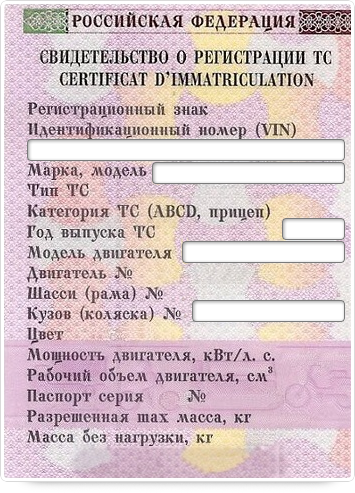 РОССИЙСКАЯ ФЕДЕРАЦИЯ
СВИДЕТЕЛЬСТВО О РЕГИСТРАЦИИ ТС
CERTIFICAT D'IMMATRICULATION
Регистрационный знак
Идентификационный номер (VIN)
Марка, модель
Тип ТС
Категория ТС (ABCD, прицеп)
Год выпуска ТС
Модель двигателя
Двигатель №
Шасси (рама) №
Кузов (коляска) №
Цвет
Мощность двигателя, кВт/л. с.
Рабочий объем двигателя, см³
Паспорт серия №
Разрешенная max масса, кг
Масса без нагрузки, кг